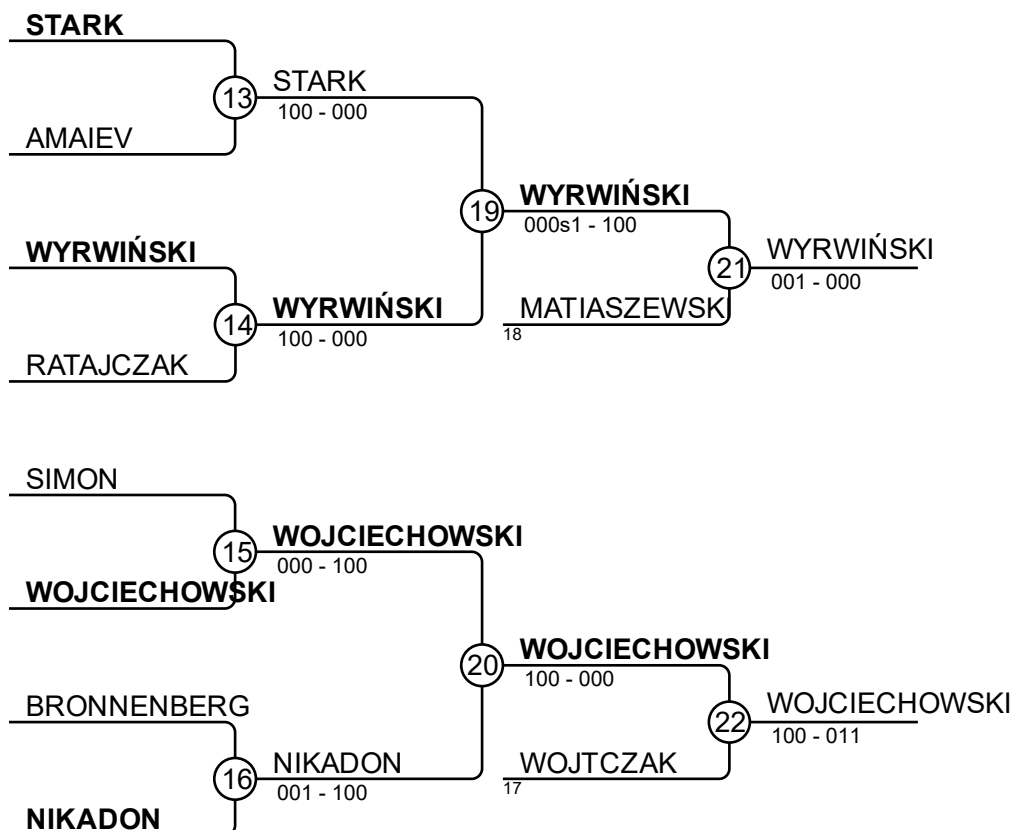 STARK
13
STARK
100 - 000
AMAIEV
19
WYRWIŃSKI
000s1 - 100
WYRWIŃSKI
21
WYRWIŃSKI
001 - 000
14
WYRWIŃSKI
100 - 000
MATIASZEWSK
18
RATAJCZAK
SIMON
15
WOJCIECHOWSKI
000 - 100
WOJCIECHOWSKI
20
WOJCIECHOWSKI
100 - 000
BRONNENBERG
22
WOJCIECHOWSKI
100 - 011
16
NIKADON
001 - 100
WOJTCZAK
17
NIKADON